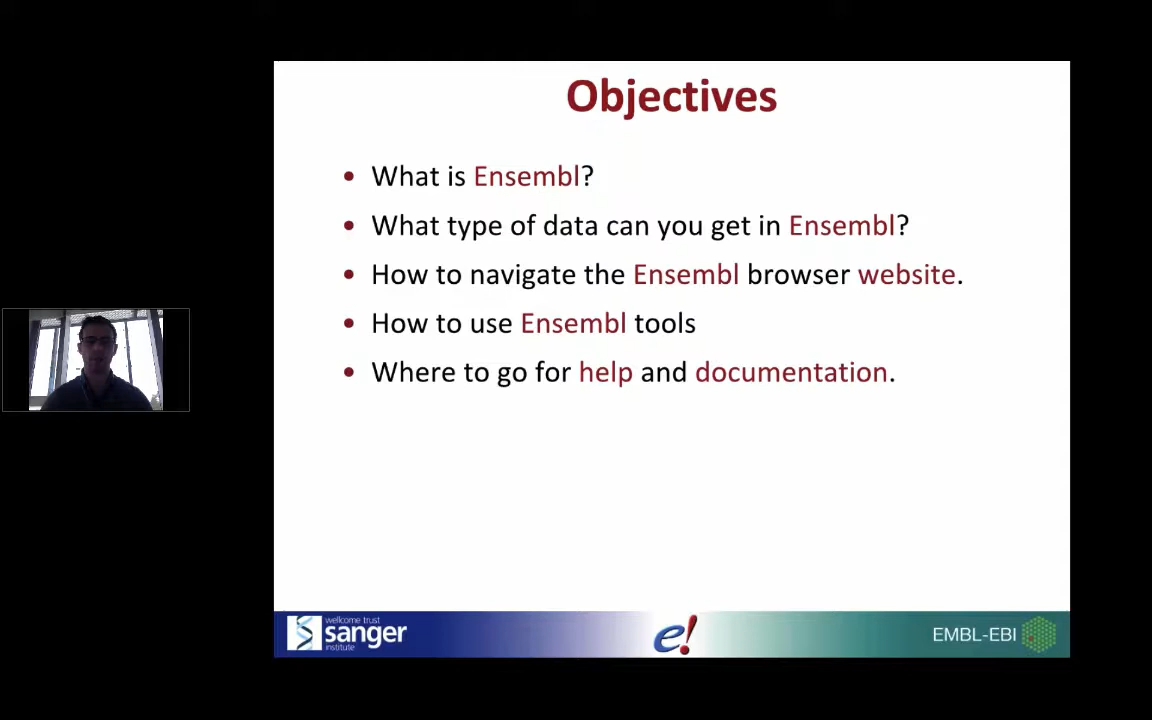 Objectives
• What is Ensembl?
• What type of data can you get in Ensembl?
• How to navigate the Ensembl browser website.
• How to use Ensembl tools
• Where to go for help and documentation.
wellcome trust
sanger
institute
e!
EMBL-EBI